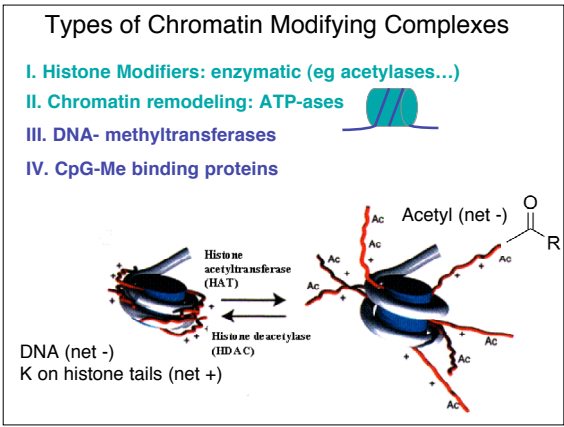 Types of Chromatin Modifying Complexes
I. Histone Modifiers: enzymatic (eg acetylases…)
II. Chromatin remodeling: ATP-ases
III. DNA- methyltransferases
IV. CpG-Me binding proteins
Acetyl (net -)
O
R
Ac
Ac
Ac
Ac
Ac
Ac
Ac
Ac
Histone
acetyltransferase
(HAT)
Histone deacetylase
(HDAC)
DNA (net -)
K on histone tails (net +)